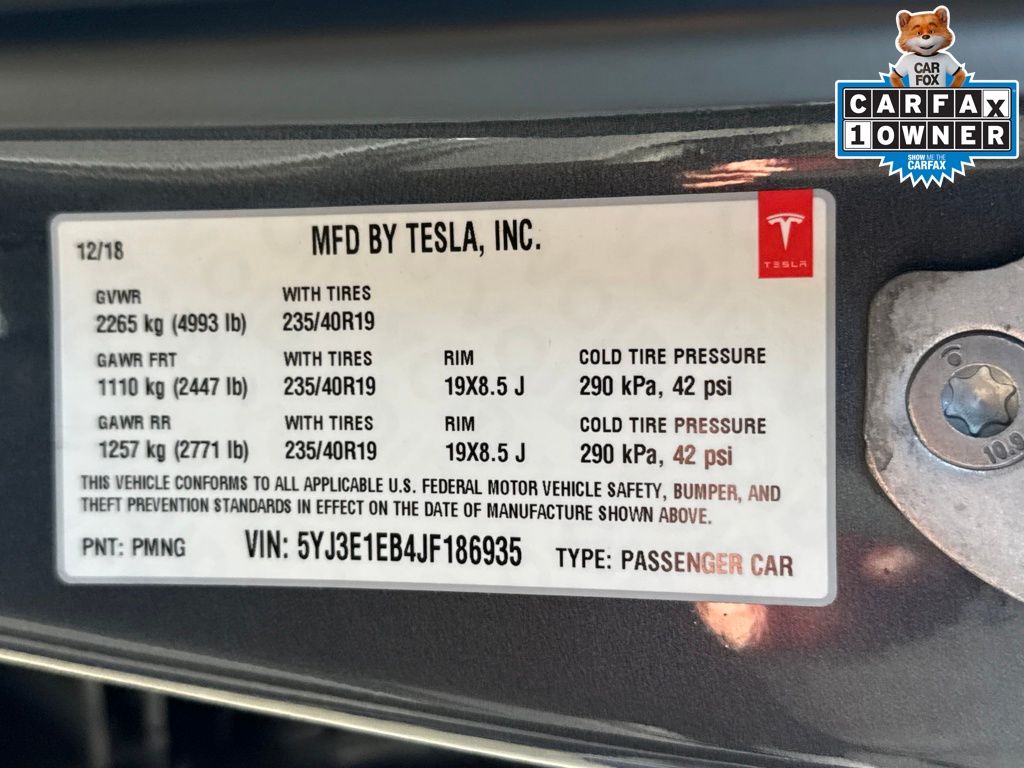 CAR
FOX
CARFAX
1 OWNER
SHOW ME THE
CARFAX
12/18
MFD BY TESLA, INC.
TESLA
GVWR WITH TIRES
2265 kg (4993 lb) 235/40R19
GAWR FRT WITH TIRES RIM COLD TIRE PRESSURE
1110 kg (2447 lb) 235/40R19 19X8.5 J 290 kPa, 42 psi
GAWR RR WITH TIRES RIM COLD TIRE PRESSURE
1257 kg (2771 lb) 235/40R19 19X8.5 J 290 kPa, 42 psi
THIS VEHICLE CONFORMS TO ALL APPLICABLE U.S. FEDERAL MOTOR VEHICLE SAFETY, BUMPER, AND
THEFT PREVENTION STANDARDS IN EFFECT ON THE DATE OF MANUFACTURE SHOWN ABOVE.
PNT: PMNG VIN: 5YJ3E1EB4JF186935 TYPE: PASSENGER CAR
10.9